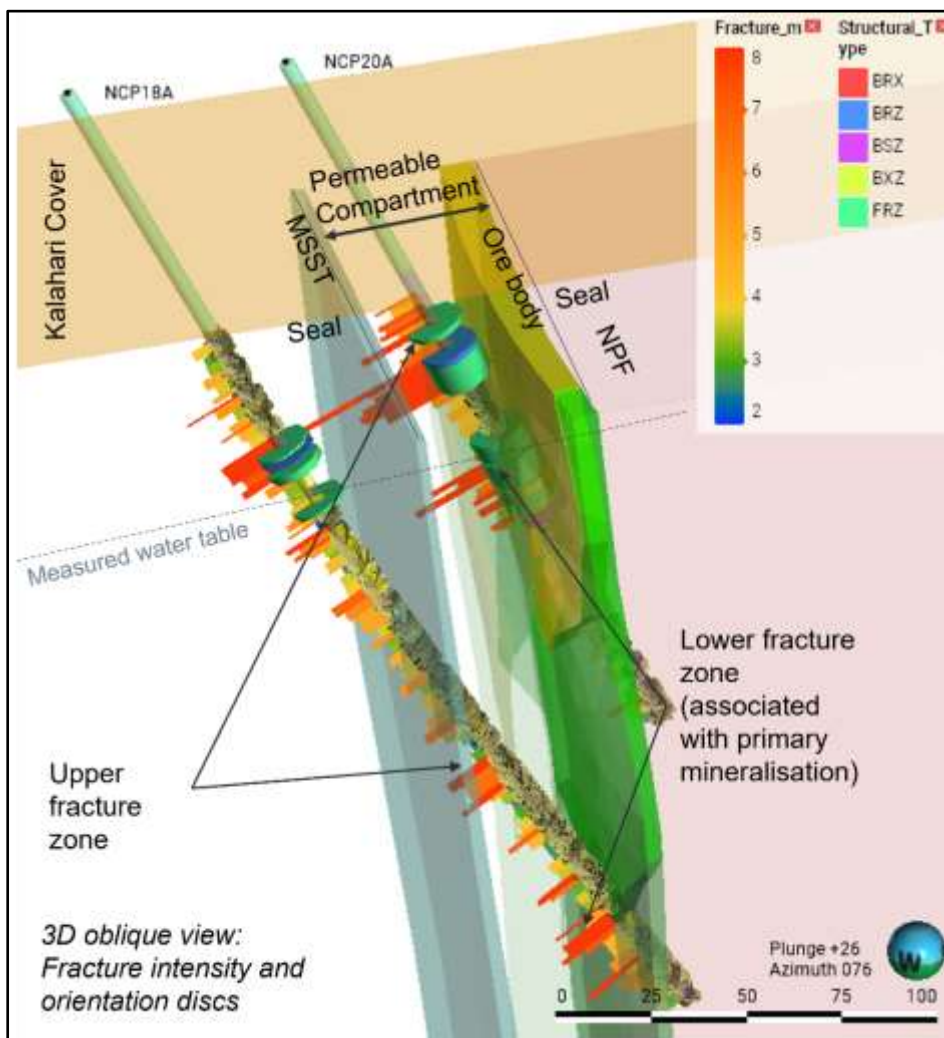 Fracture_m
Structural_T
ype
8
7
6
5
4
3
2
BRX
BRZ
BSZ
BXZ
FRZ
NCP18A
NCP20A
Kalahari Cover
Permeable
Compartment
MSST
Seal
Ore body
Seal
NPF
Measured water table
Upper
fracture
zone
Lower fracture
zone
(associated
with primary
mineralisation)
3D oblique view:
Fracture intensity and
orientation discs
Plunge +26
Azimuth 076
W
0 25 50 75 100